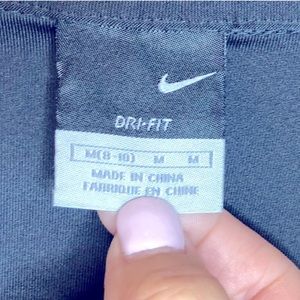 DRI-FIT
M(8-10) M M
MADE IN CHINA
FABRIQUÉ EN CHINE